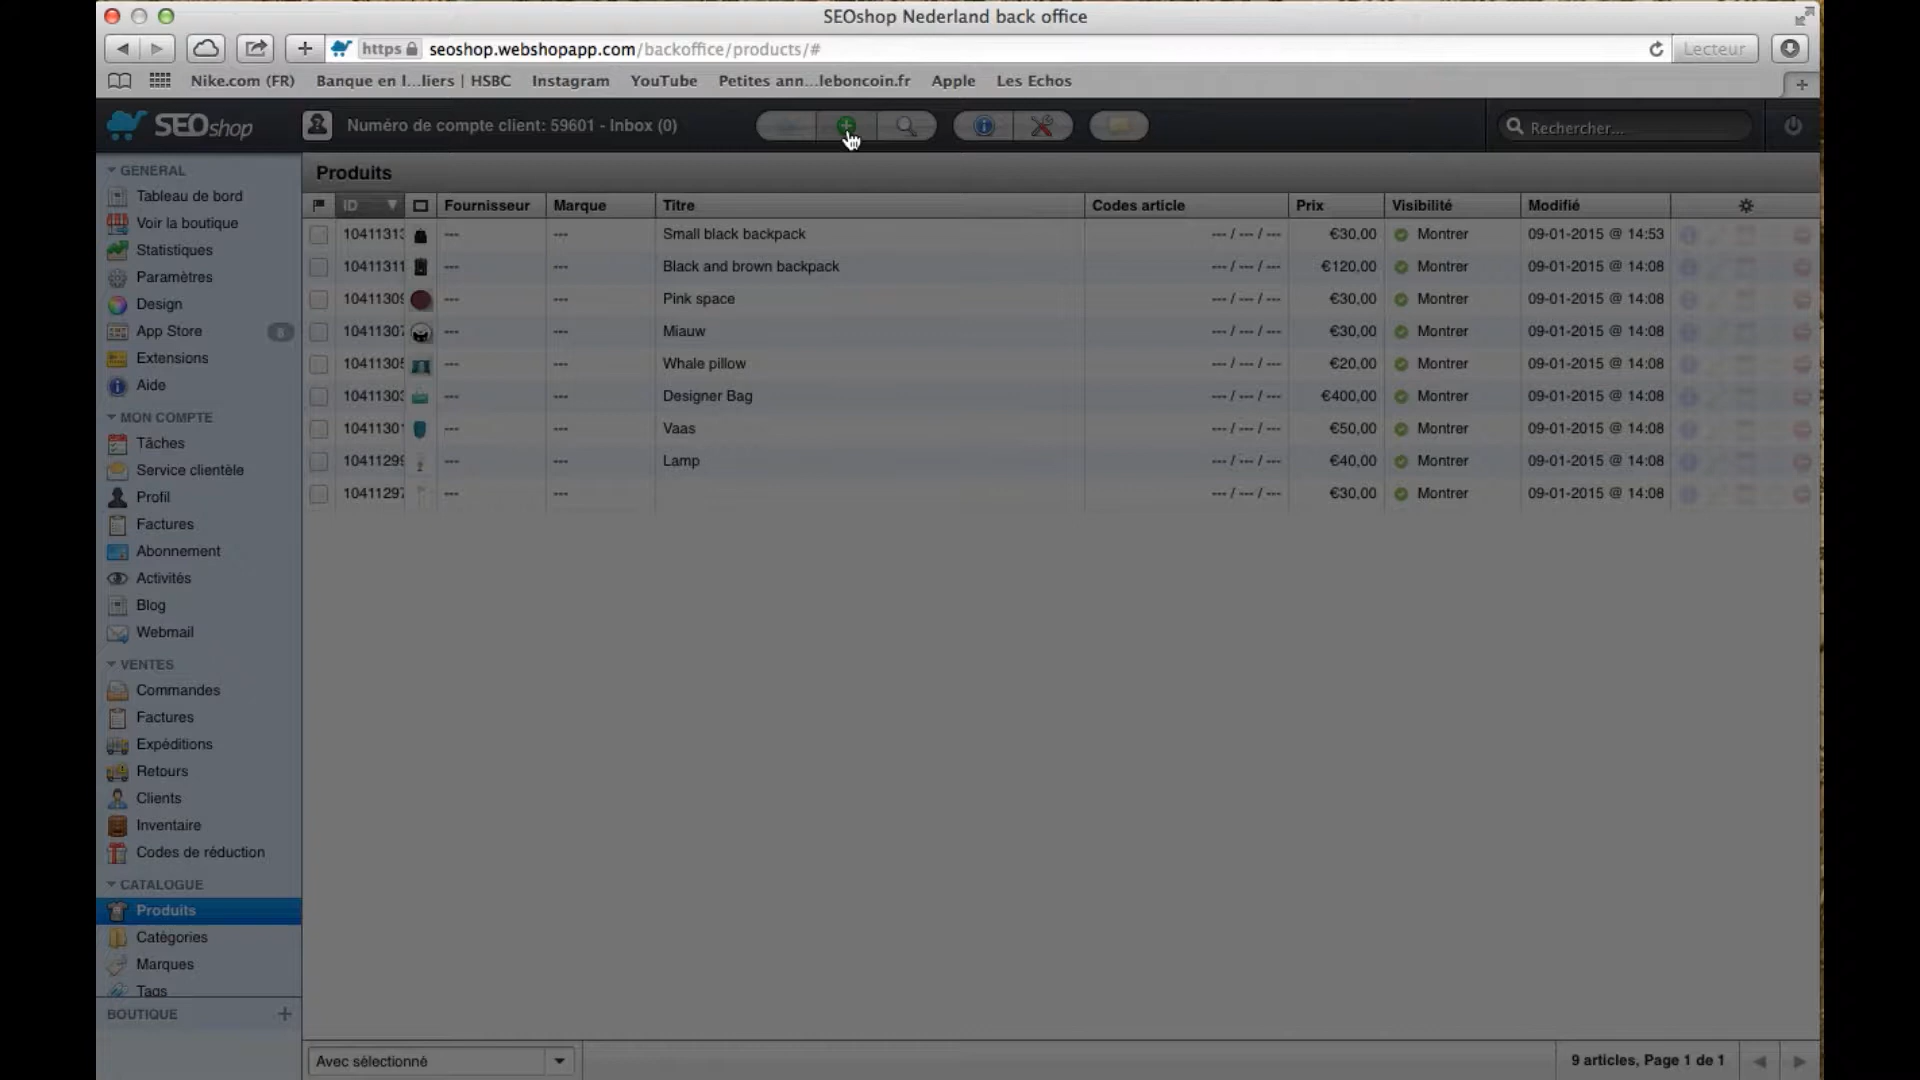 SEOshop Nederland back office
https seoshop.webshopapp.com/backoffice/products/# Lecteur
Nike.com (FR) Banque en l...liers | HSBC Instagram YouTube Petites ann...leboncoin.fr Apple Les Echos
SEOshop Numéro de compte client: 59601 - Inbox (0) Rechercher...
GENERAL
Tableau de bord
Voir la boutique
Statistiques
Paramètres
Design
App Store
Extensions
Aide
MON COMPTE
Tâches
Service clientèle
Profil
Factures
Abonnement
Activités
Blog
Webmail
VENTES
Commandes
Factures
Expéditions
Retours
Clients
Inventaire
Codes de réduction
CATALOGUE
Produits
Catégories
Marques
Tags
BOUTIQUE
Produits
ID Fournisseur Marque Titre Codes article Prix Visibilité Modifié
10411313 --- --- Small black backpack --- / --- / --- €30,00 Montrer 09-01-2015 @ 14:53
10411311 --- --- Black and brown backpack --- / --- / --- €120,00 Montrer 09-01-2015 @ 14:08
10411309 --- --- Pink space --- / --- / --- €30,00 Montrer 09-01-2015 @ 14:08
10411307 --- --- Miauw --- / --- / --- €30,00 Montrer 09-01-2015 @ 14:08
10411305 --- --- Whale pillow --- / --- / --- €20,00 Montrer 09-01-2015 @ 14:08
10411303 --- --- Designer Bag --- / --- / --- €400,00 Montrer 09-01-2015 @ 14:08
10411301 --- --- Vaas --- / --- / --- €50,00 Montrer 09-01-2015 @ 14:08
10411299 --- --- Lamp --- / --- / --- €40,00 Montrer 09-01-2015 @ 14:08
10411297 --- --- --- / --- / --- €30,00 Montrer 09-01-2015 @ 14:08
Avec sélectionné 9 articles, Page 1 de 1